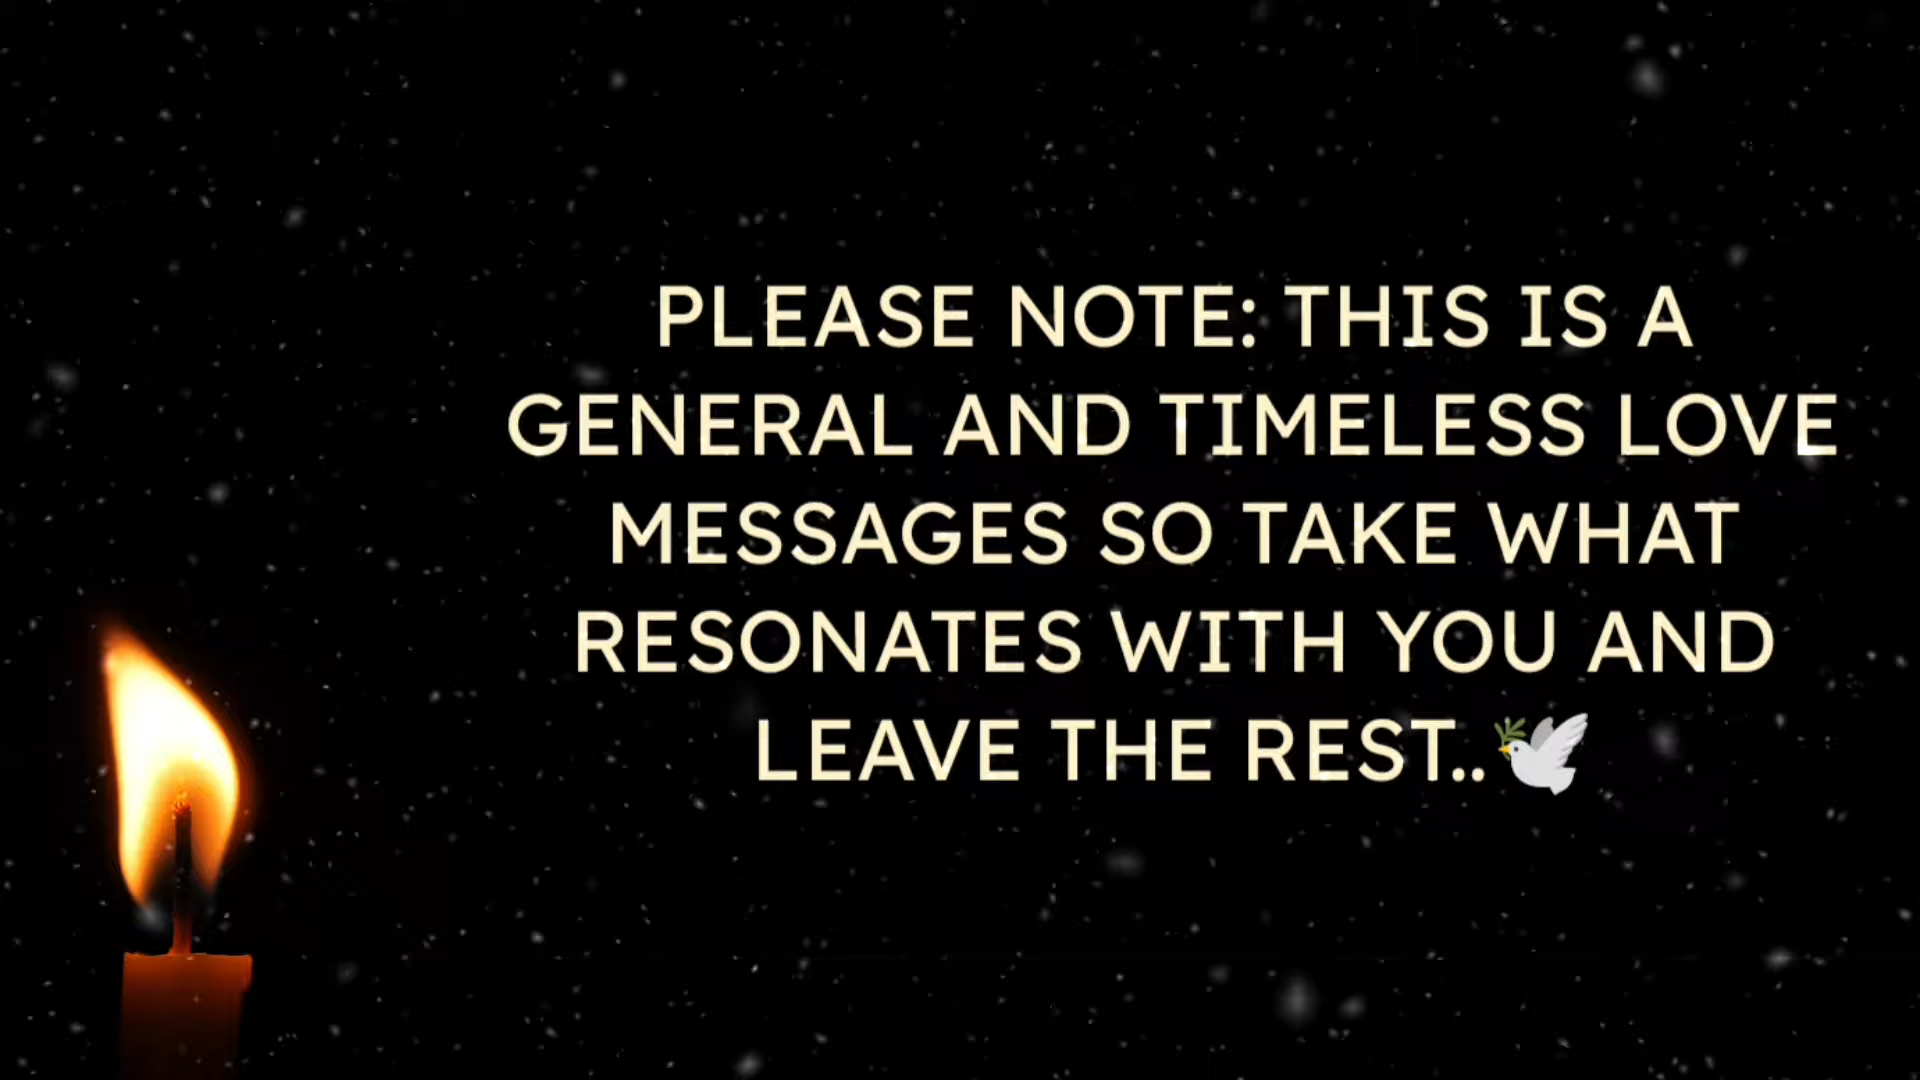 PLEASE NOTE: THIS IS A
GENERAL AND TIMELESS LOVE
MESSAGES SO TAKE WHAT
RESONATES WITH YOU AND
LEAVE THE REST..🕊️